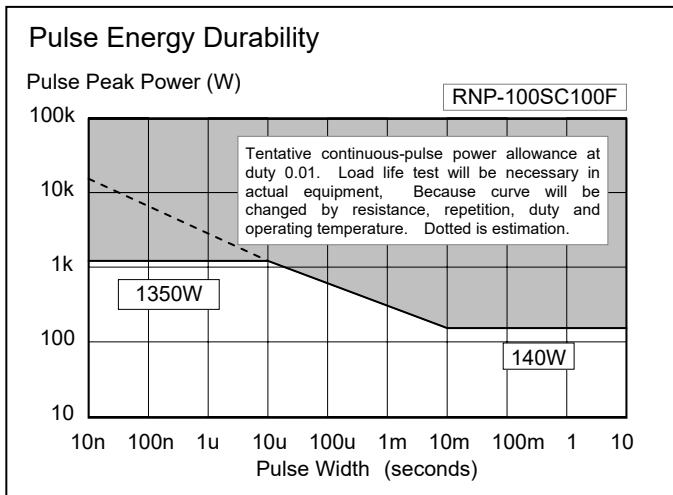 Pulse Energy Durability
Pulse Peak Power (W)
RNP-100SC100F
100k
Tentative continuous-pulse power allowance at
duty 0.01. Load life test will be necessary in
actual equipment, Because curve will be
changed by resistance, repetition, duty and
operating temperature. Dotted is estimation.
10k
1k
1350W
100
140W
10
10n 100n 1u 10u 100u 1m 10m 100m 1 10
Pulse Width (seconds)